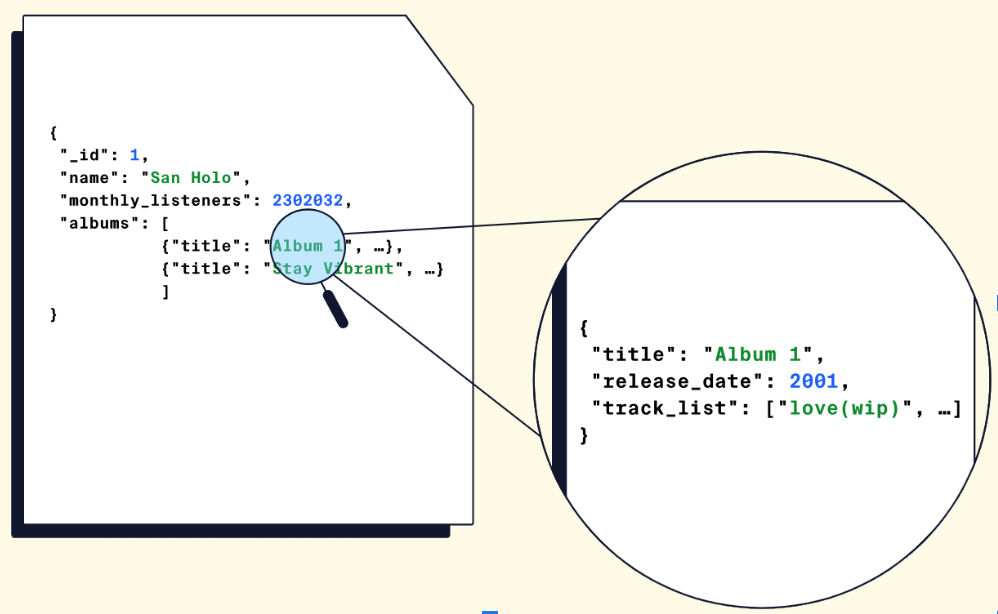 {
"_id": 1,
"name": "San Holo",
"monthly_listeners": 2302032,
"albums": [
{"title": "Album 1", …},
{"title": "Stay Vibrant", …}
]
}
{
"title": "Album 1",
"release_date": 2001,
"track_list": ["love(wip)", …]
}